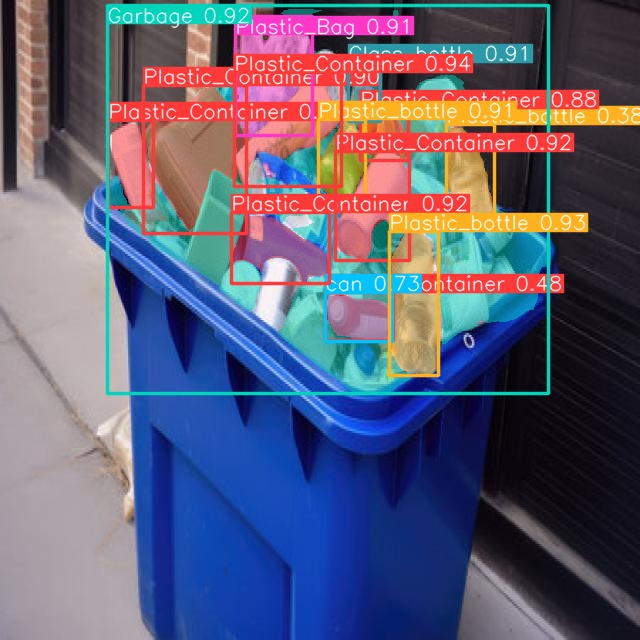 Garbage 0.92
Plastic_Bag 0.91
Glass_bottle 0.91
Plastic_Container 0.94
Plastic_Container 0.90
Plastic_Container 0.88
Plastic_Container 0.
Plastic_bottle 0.91
bottle 0.38
Plastic_Container 0.92
Plastic_Container 0.92
Plastic_bottle 0.93
can 0.73
ontainer 0.48